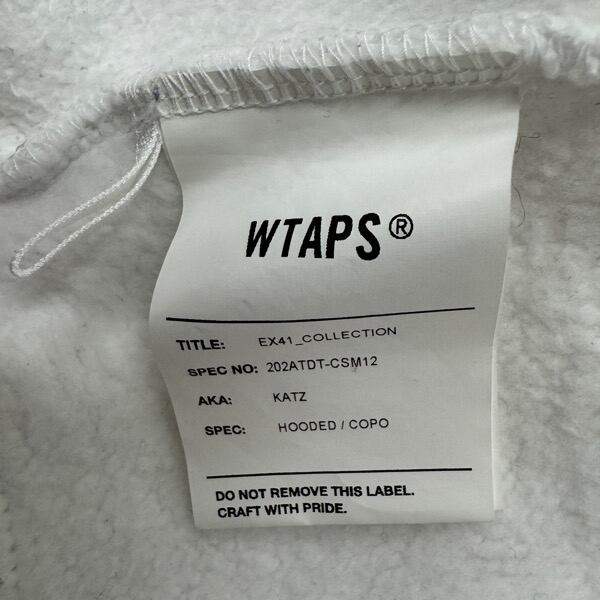 WTAPS®
TITLE: EX41_COLLECTION
SPEC NO: 202ATDT-CSM12
AKA: KATZ
SPEC: HOODED / COPO
DO NOT REMOVE THIS LABEL.
CRAFT WITH PRIDE.